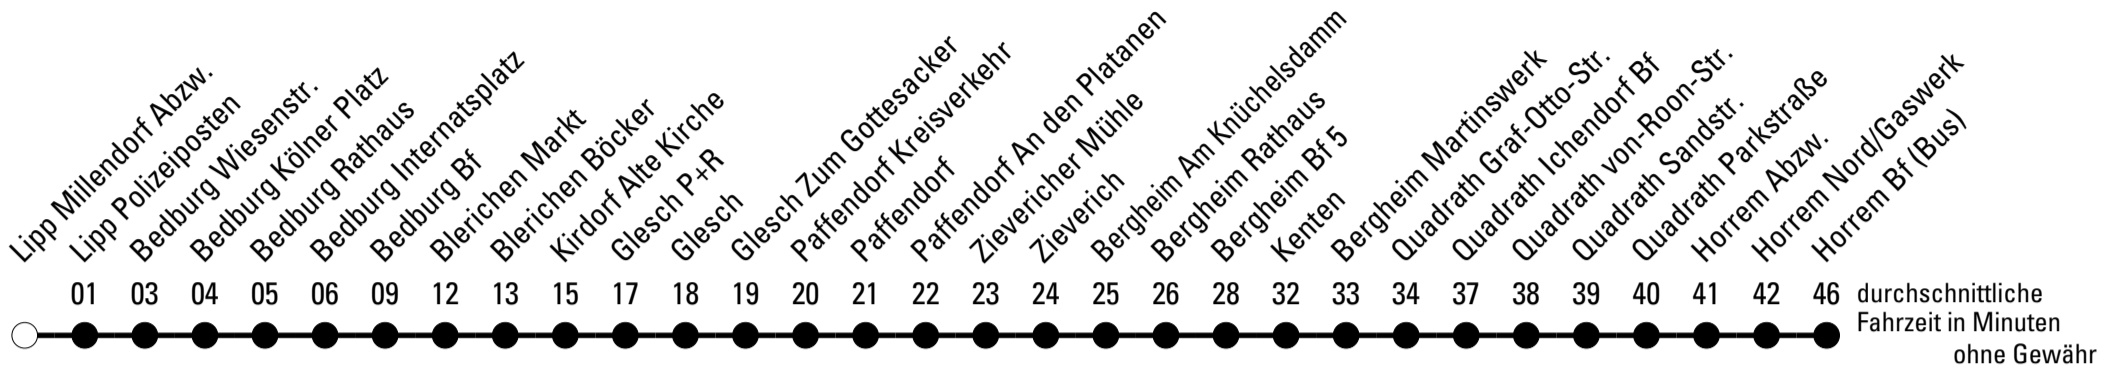 Lipp Millendorf Abzw.
Lipp Polizeiposten
Bedburg Wiesenstr.
Bedburg Kölner Platz
Bedburg Rathaus
Bedburg Internatsplatz
Bedburg Bf
Blerichen Markt
Blerichen Böcker
Kirdorf Alte Kirche
Glesch P+R
Glesch
Glesch Zum Gottesacker
Paffendorf Kreisverkehr
Paffendorf
Paffendorf An den Platanen
Zievericher Mühle
Zieverich
Bergheim Am Knüchelsdamm
Bergheim Rathaus
Bergheim Bf 5
Kenten
Bergheim Martinswerk
Quadrath Graf-Otto-Str.
Quadrath Ichendorf Bf
Quadrath von-Roon-Str.
Quadrath Sandstr.
Quadrath Parkstraße
Horrem Abzw.
Horrem Nord/Gaswerk
Horrem Bf (Bus)
01 03 04 05 06 09 12 13 15 17 18 19 20 21 22 23 24 25 26 28 32 33 34 37 38 39 40 41 42 46 durchschnittliche
Fahrzeit in Minuten
ohne Gewähr